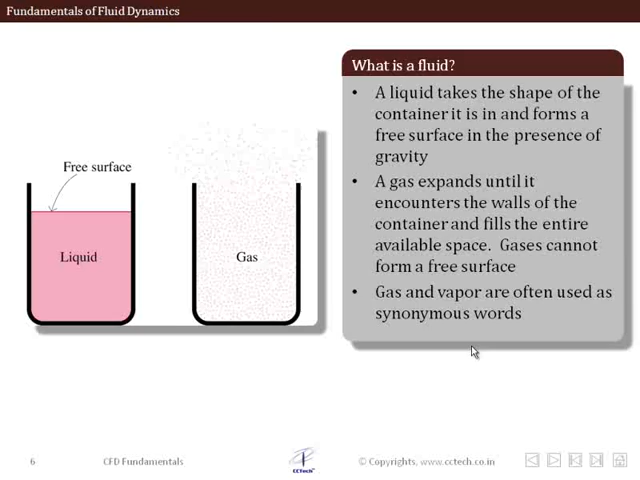 Fundamentals of Fluid Dynamics
What is a fluid?
• A liquid takes the shape of the
container it is in and forms a
free surface in the presence of
gravity
• A gas expands until it
encounters the walls of the
container and fills the entire
available space. Gases cannot
form a free surface
• Gas and vapor are often used as
synonymous words
Free surface
Liquid
Gas
6
CFD Fundamentals
CCTech
© Copyrights, www.cctech.co.in